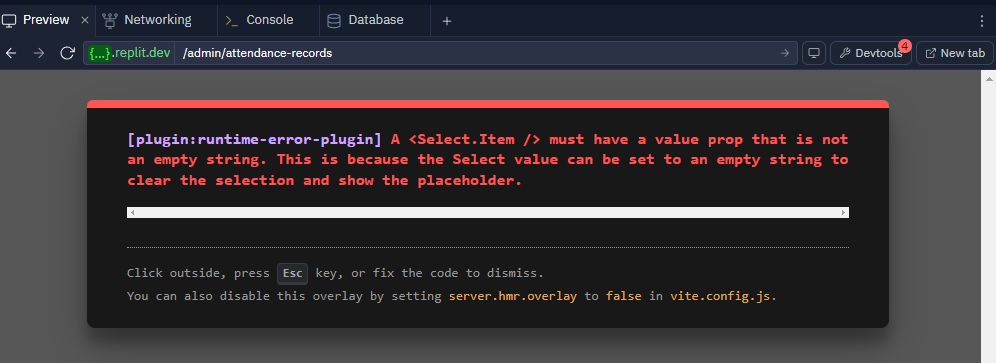 Preview × Networking Console Database +
{...}.replit.dev /admin/attendance-records Devtools 4 New tab
[plugin:runtime-error-plugin] A <Select.Item /> must have a value prop that is not
an empty string. This is because the Select value can be set to an empty string to
clear the selection and show the placeholder.
Click outside, press Esc key, or fix the code to dismiss.
You can also disable this overlay by setting server.hmr.overlay to false in vite.config.js.